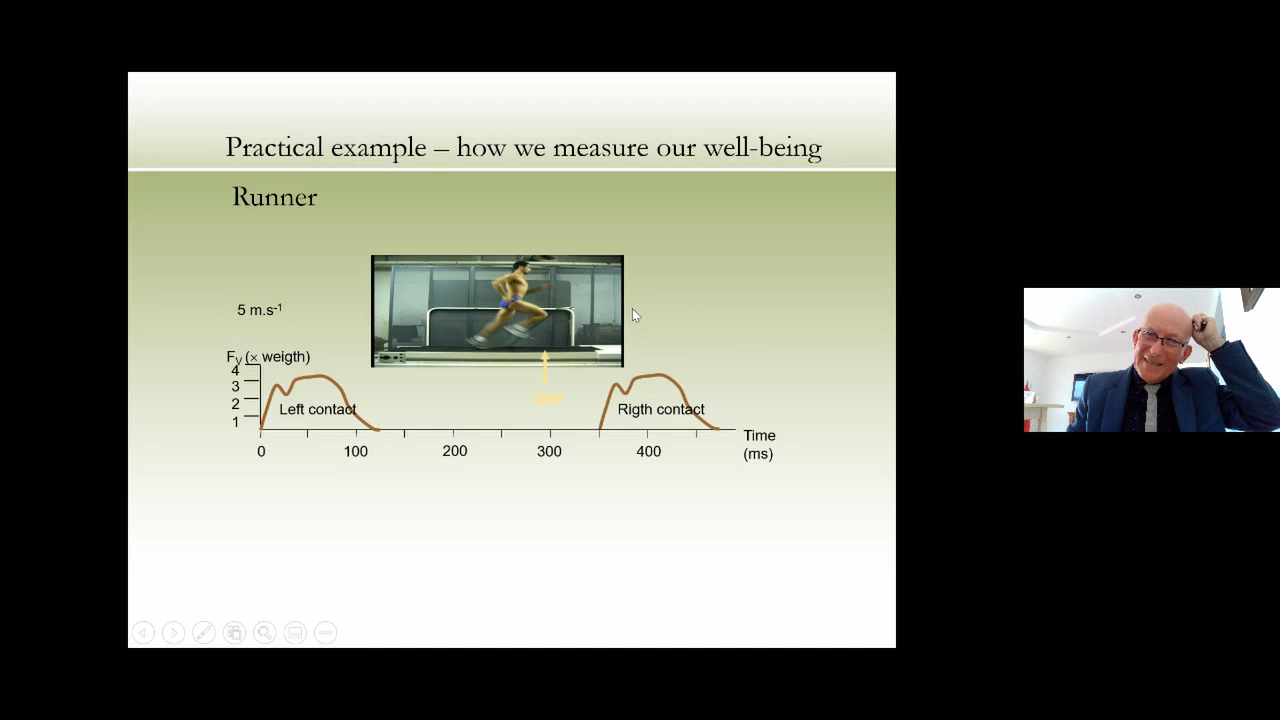 Practical example – how we measure our well-being
Runner
5 m.s-1
FV (× weigth)
4
3
2
1
Left contact
Rigth contact
0
100
200
300
400
Time
(ms)